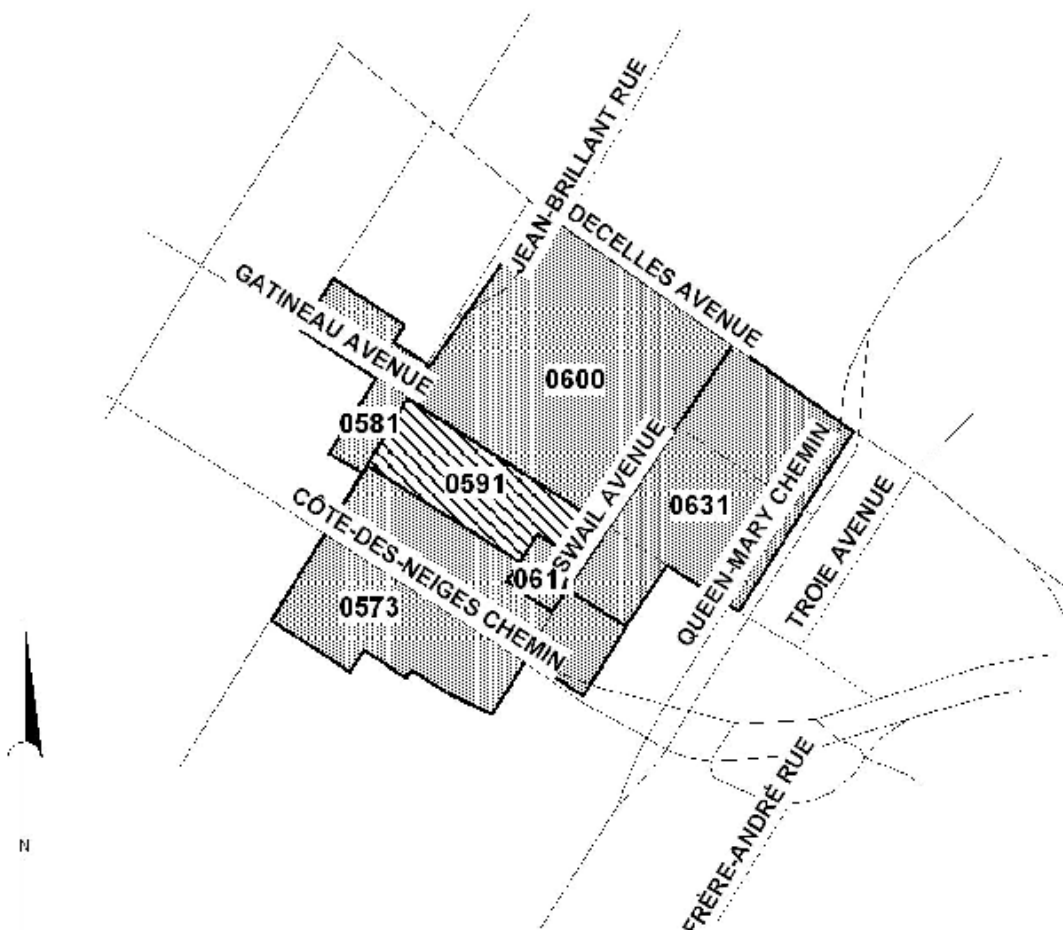 JEAN-BRILLANT RUE
DECELLES AVENUE
GATINEAU AVENUE
0600
0581
0591
SWAIL AVENUE
0631
QUEEN-MARY CHEMIN
TROIE AVENUE
CÔTE-DES-NEIGES CHEMIN
0617
0573
FRÈRE-ANDRÉ RUE
N